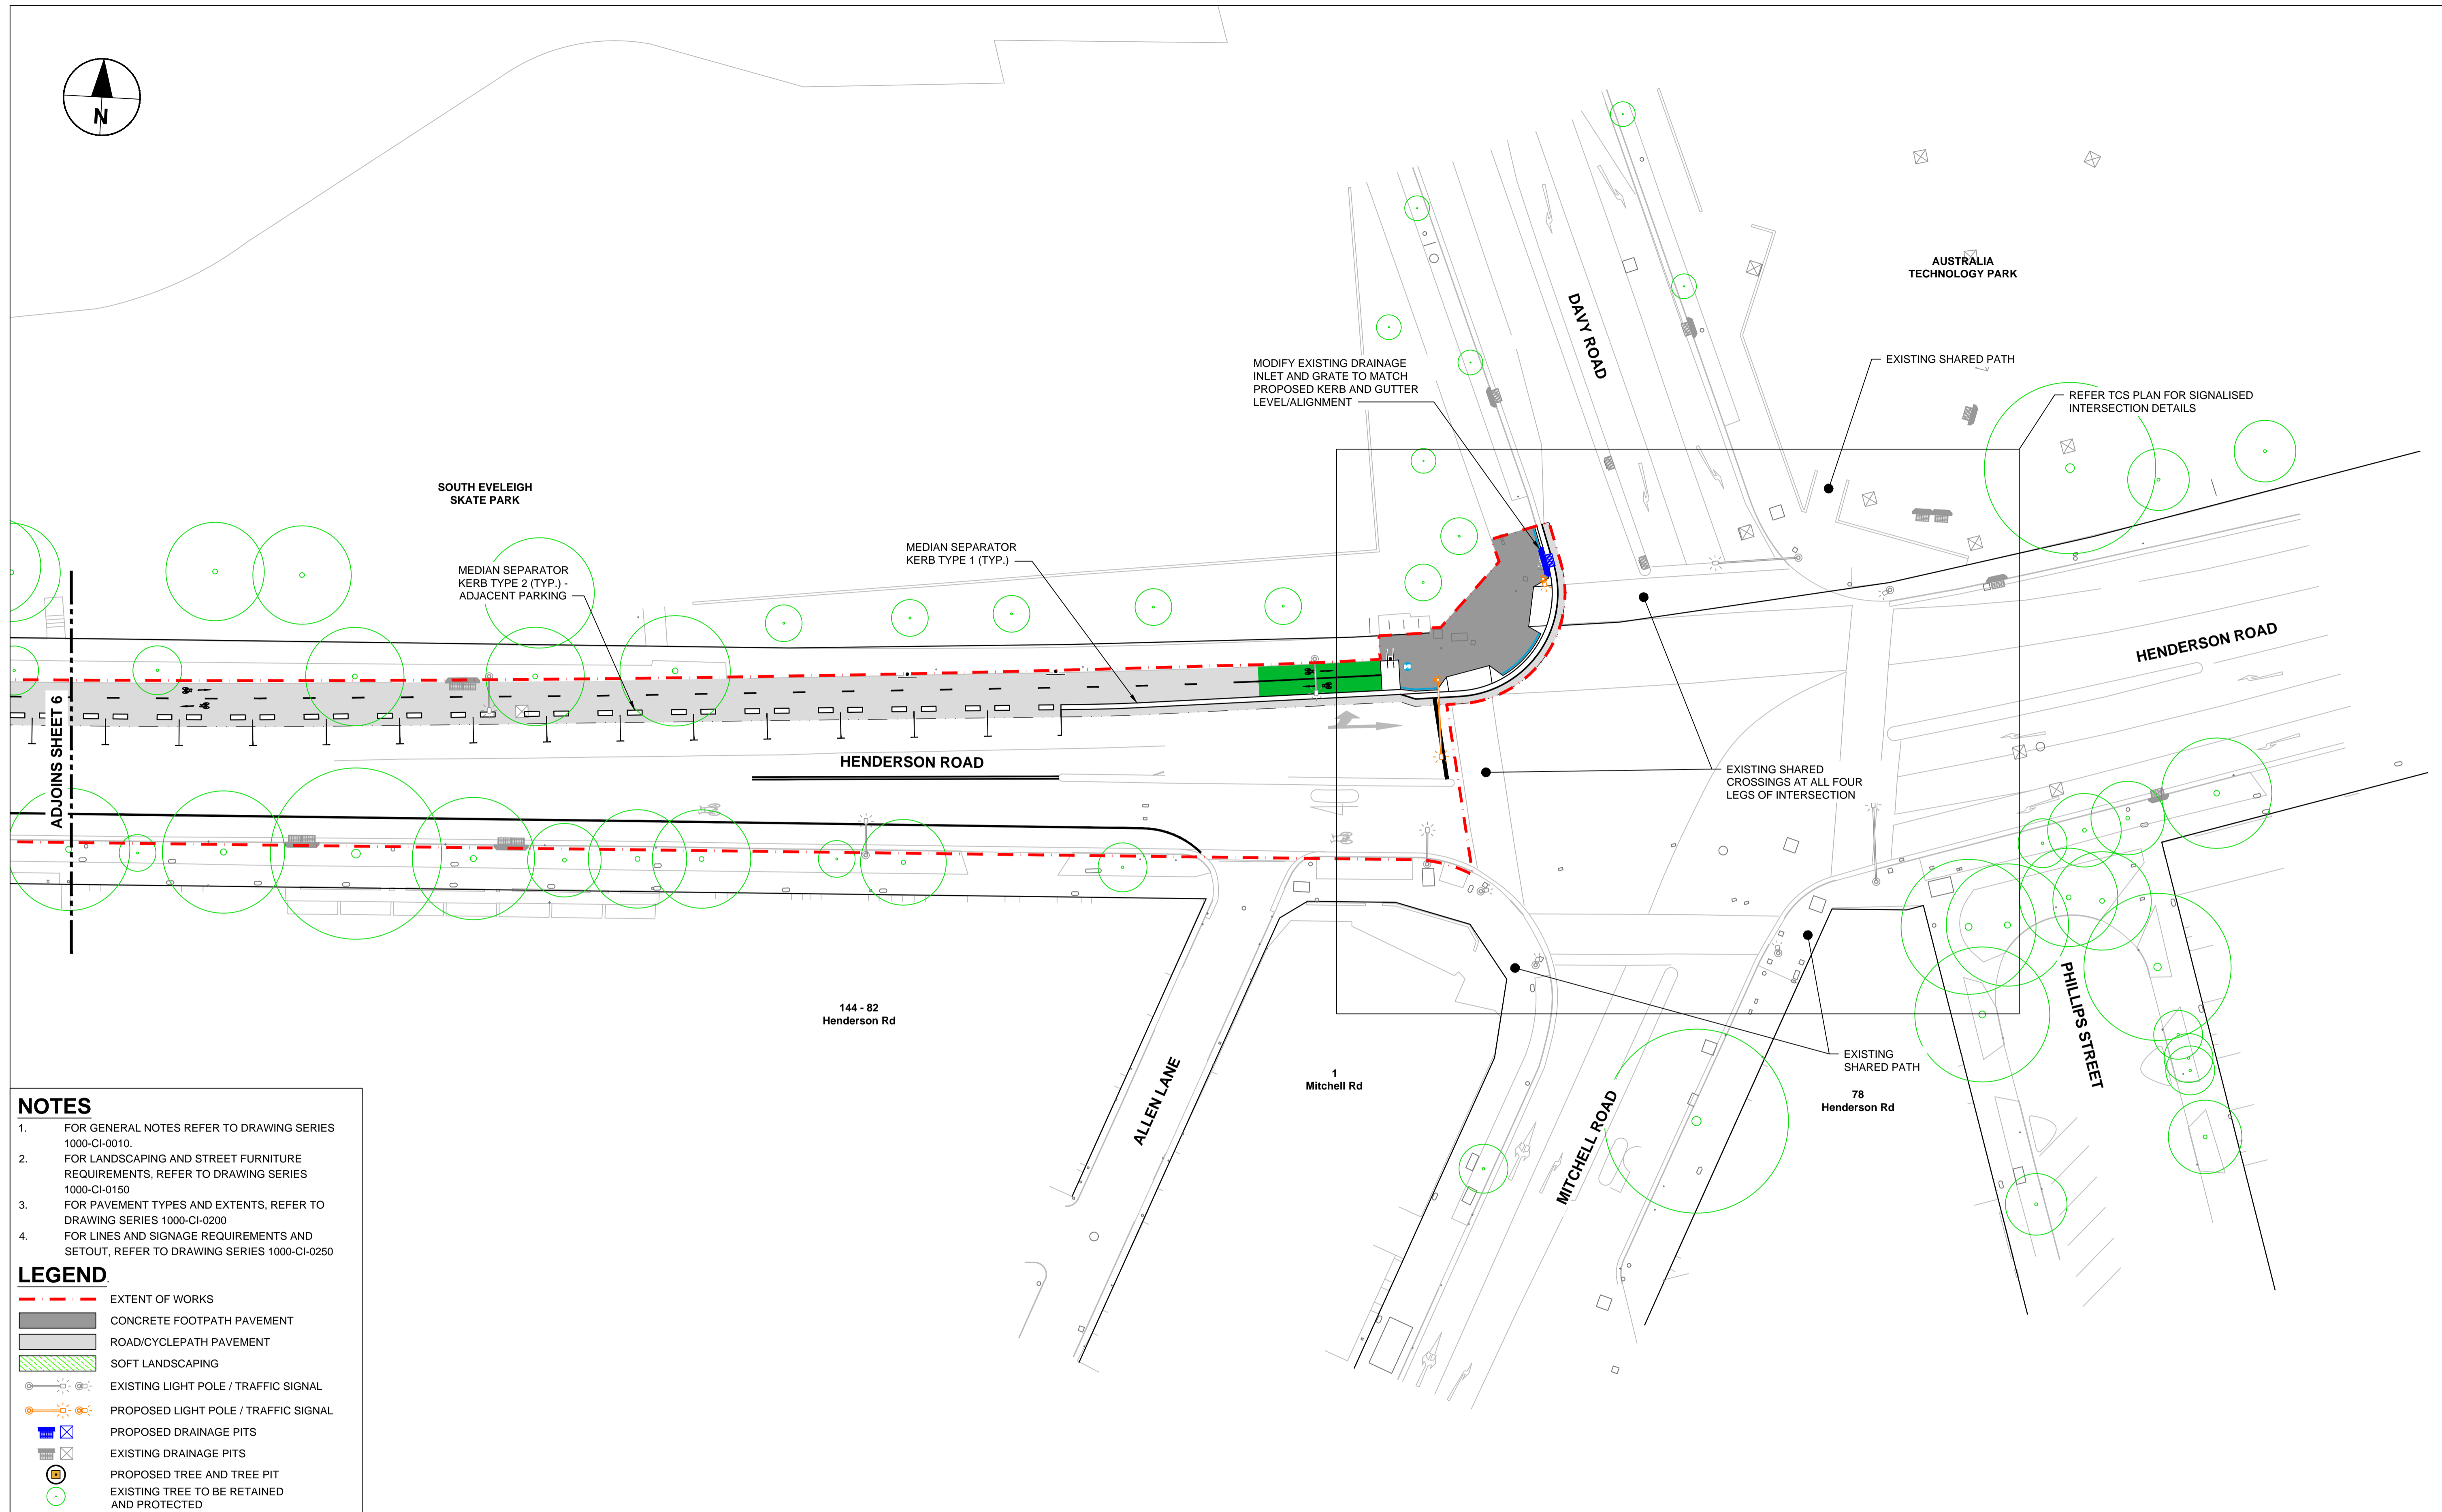 N
AUSTRALIA
TECHNOLOGY PARK
DAVY ROAD
MODIFY EXISTING DRAINAGE
INLET AND GRATE TO MATCH
PROPOSED KERB AND GUTTER
LEVEL/ALIGNMENT
EXISTING SHARED PATH
REFER TCS PLAN FOR SIGNALISED
INTERSECTION DETAILS
SOUTH EVELEIGH
SKATE PARK
MEDIAN SEPARATOR
KERB TYPE 1 (TYP.)
MEDIAN SEPARATOR
KERB TYPE 2 (TYP.) -
ADJACENT PARKING
HENDERSON ROAD
ADJOINS SHEET 6
HENDERSON ROAD
EXISTING SHARED
CROSSINGS AT ALL FOUR
LEGS OF INTERSECTION
144 - 82
Henderson Rd
ALLEN LANE
1
Mitchell Rd
MITCHELL ROAD
EXISTING
SHARED PATH
78
Henderson Rd
PHILLIPS STREET
NOTES
1. FOR GENERAL NOTES REFER TO DRAWING SERIES
1000-CI-0010.
2. FOR LANDSCAPING AND STREET FURNITURE
REQUIREMENTS, REFER TO DRAWING SERIES
1000-CI-0150
3. FOR PAVEMENT TYPES AND EXTENTS, REFER TO
DRAWING SERIES 1000-CI-0200
4. FOR LINES AND SIGNAGE REQUIREMENTS AND
SETOUT, REFER TO DRAWING SERIES 1000-CI-0250
LEGEND.
EXTENT OF WORKS
CONCRETE FOOTPATH PAVEMENT
ROAD/CYCLEPATH PAVEMENT
SOFT LANDSCAPING
EXISTING LIGHT POLE / TRAFFIC SIGNAL
PROPOSED LIGHT POLE / TRAFFIC SIGNAL
PROPOSED DRAINAGE PITS
EXISTING DRAINAGE PITS
PROPOSED TREE AND TREE PIT
EXISTING TREE TO BE RETAINED
AND PROTECTED